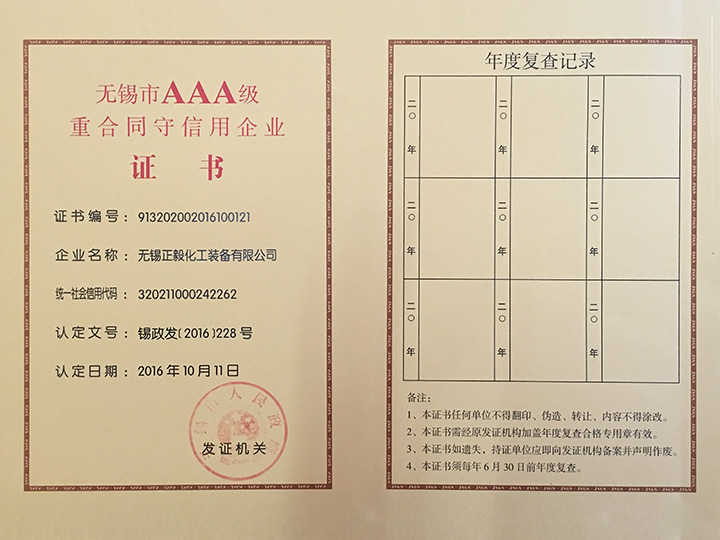 无锡市AAA级
重合同守信用企业
证 书
证书编号：913202002016100121
企业名称：无锡正毅化工装备有限公司
统一社会信用代码：320211000242262
认定文号：锡政发〔2016〕228号
认定日期：2016年10月11日
发证机关
年度复查记录
二〇 年 二〇 年 二〇 年
二〇 年 二〇 年 二〇 年
二〇 年 二〇 年 二〇 年
备注：
1、本证书任何单位不得翻印、伪造、转让、内容不得涂改。
2、本证书需经原发证机构加盖年度复查合格专用章有效。
3、本证书如遗失，持证单位应即向发证机构备案并声明作废。
4、本证书须每年6月30日前年度复查。